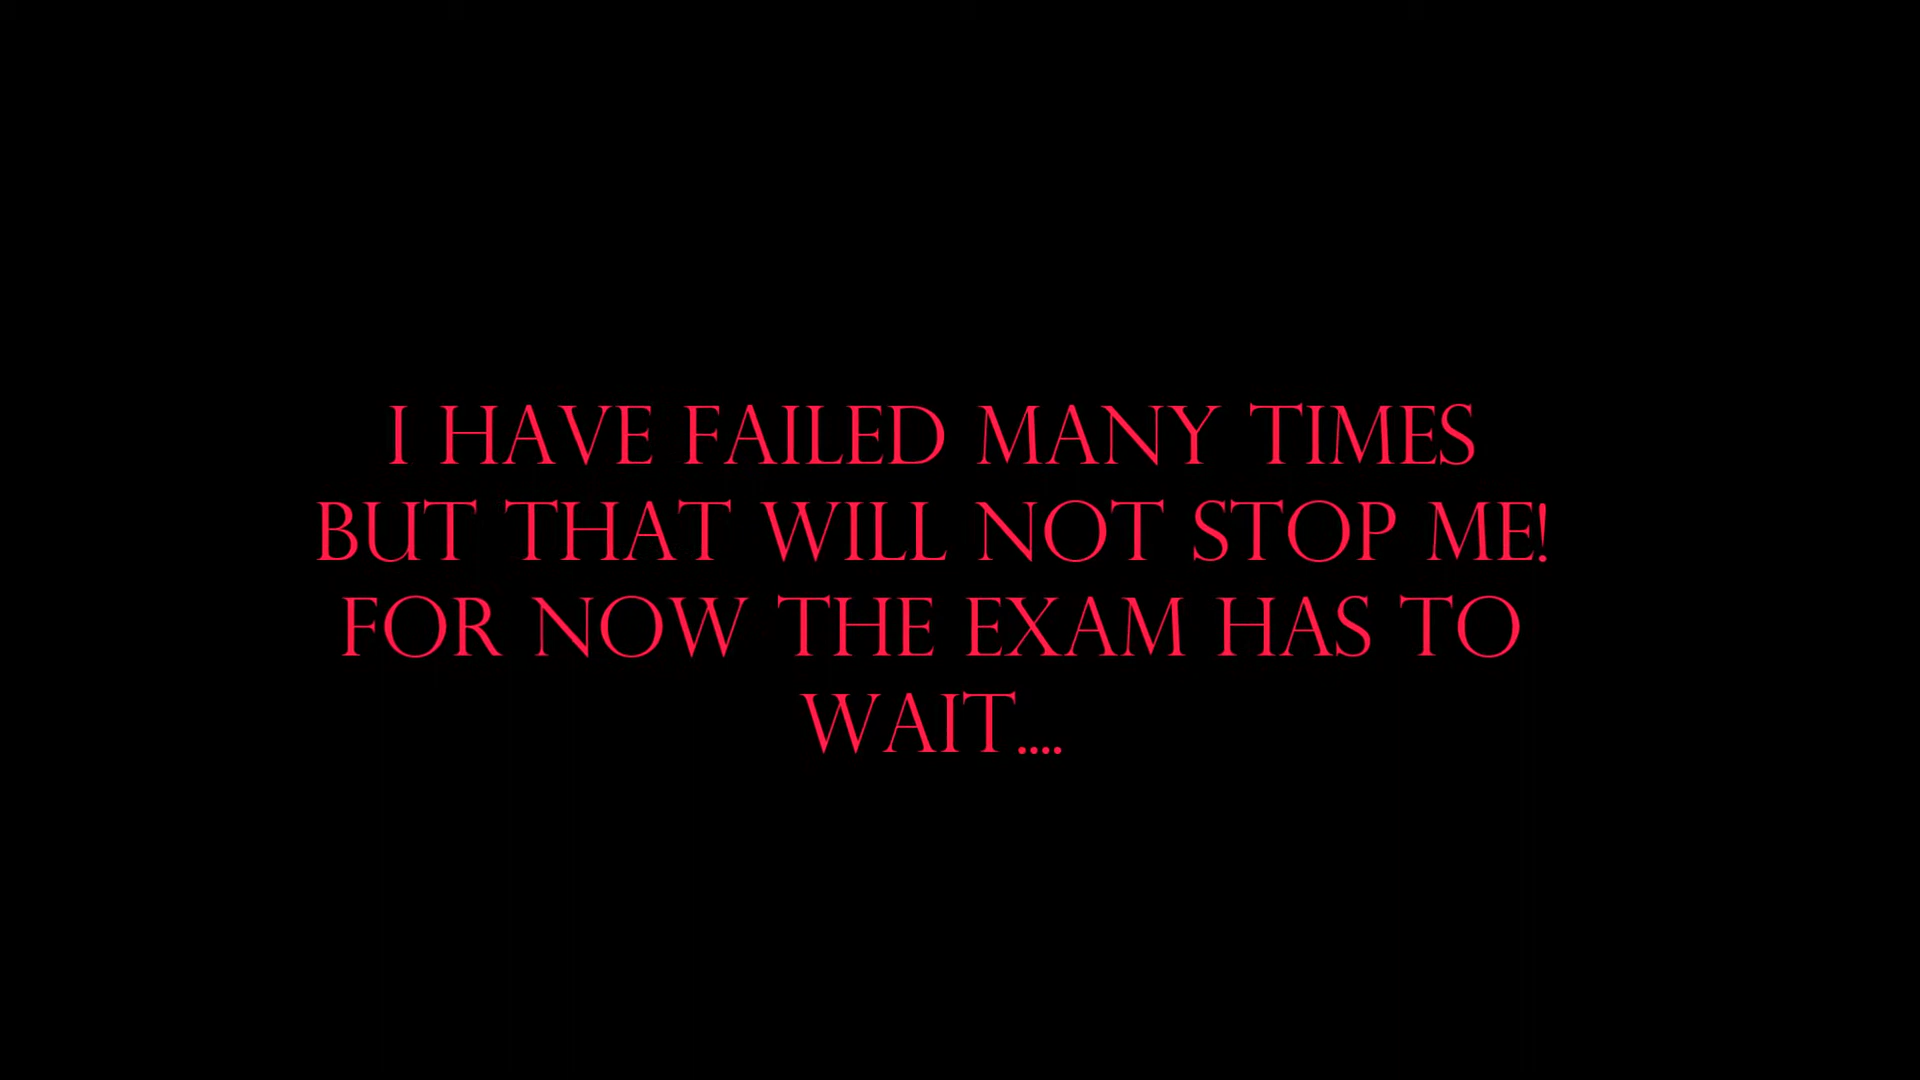 I HAVE FAILED MANY TIMES
BUT THAT WILL NOT STOP ME!
FOR NOW THE EXAM HAS TO
WAIT....